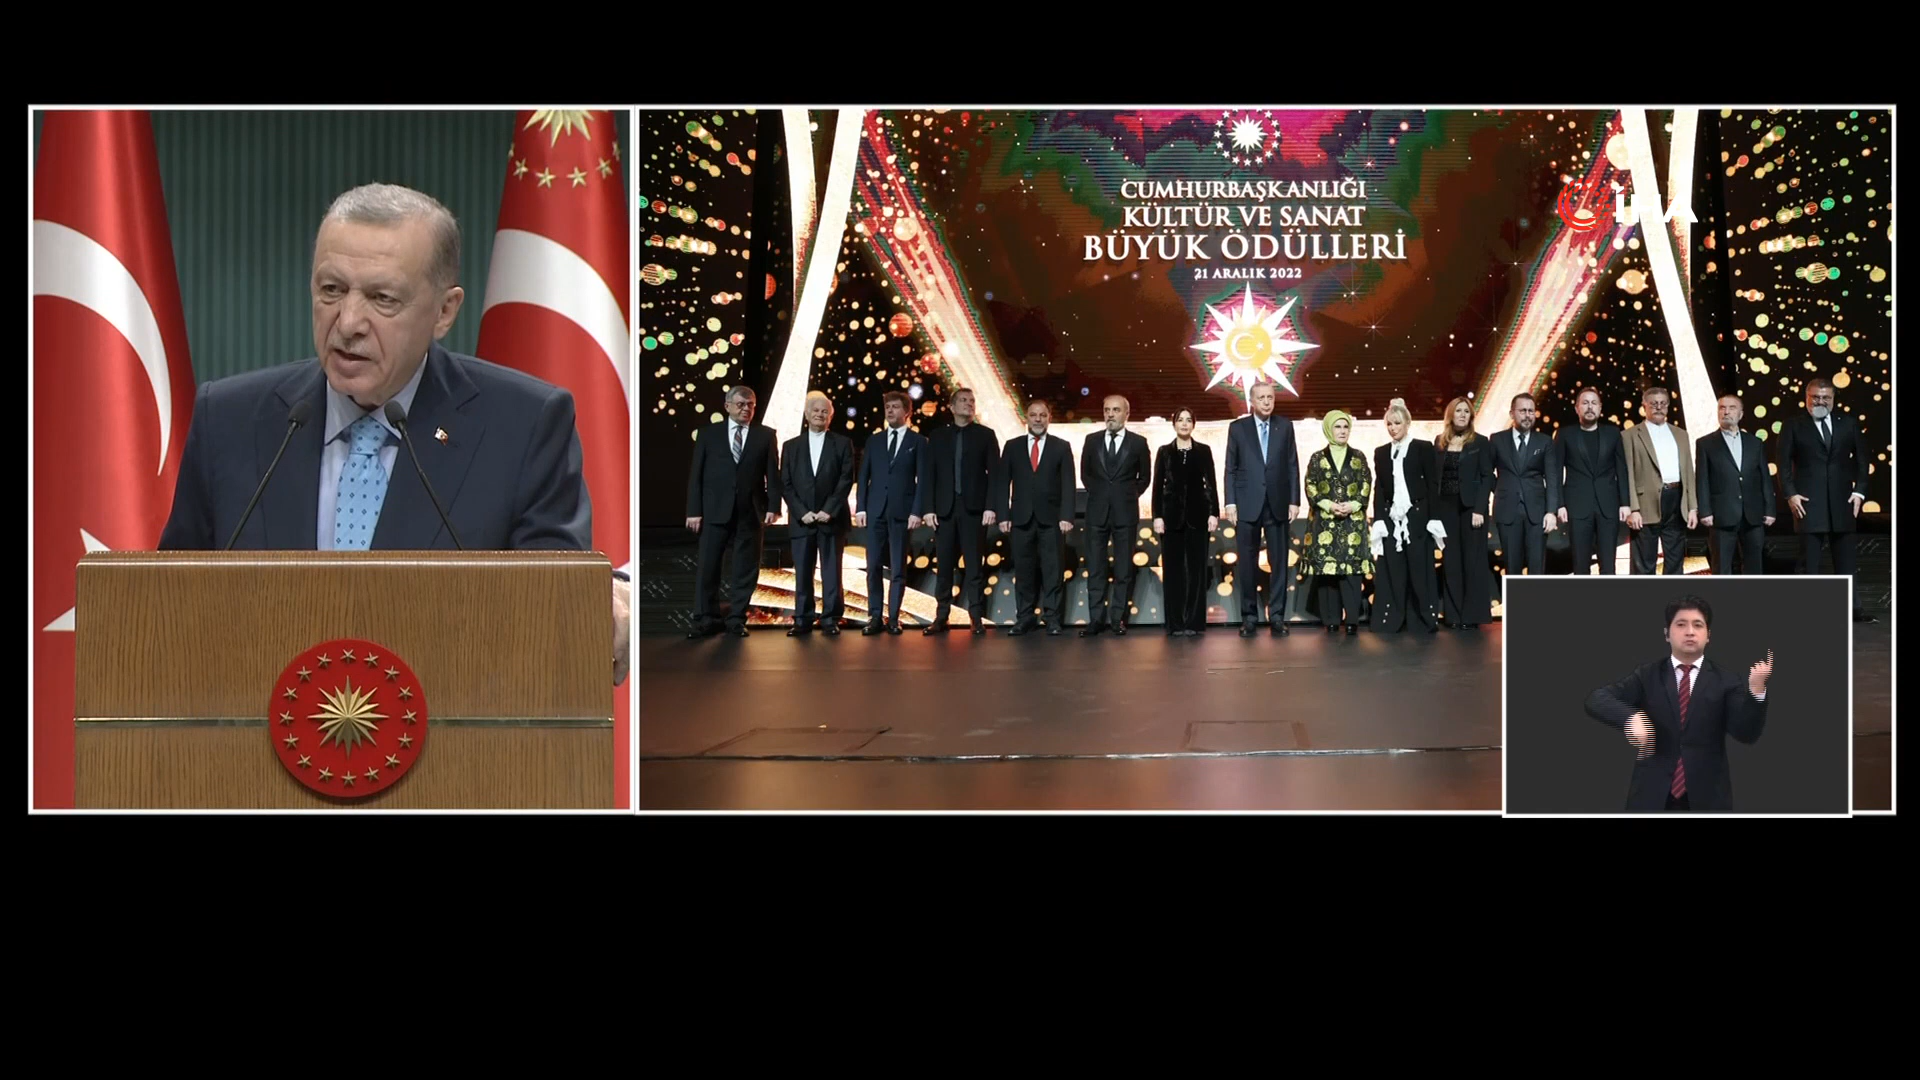 CUMHURBAŞKANLIĞI
KÜLTÜR VE SANAT
BÜYÜK ÖDÜLLERİ
21 ARALIK 2022
İHA